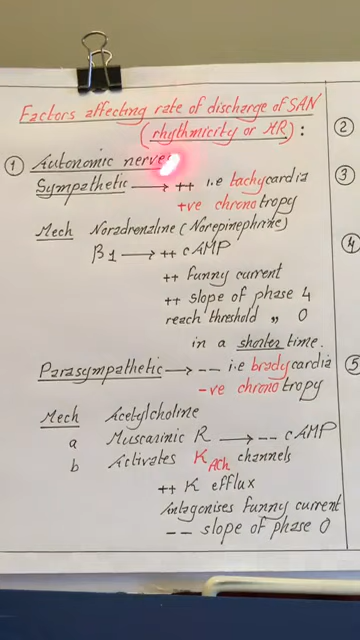 Factors affecting rate of discharge of SAN
(rhythmicity or HR):
① Autonomic nerves
Sympathetic → ++ i.e tachycardia
+ve chronotropy
Mech Noradrenaline (Norepinephrine)
β1 → ++ cAMP
++ funny current
++ slope of phase 4
reach threshold ,, 0
in a shorter time.
Parasympathetic → -- i.e bradycardia
-ve chronotropy
Mech Acetylcholine
a Muscarinic R → -- cAMP
b Activates K ACh channels
++ K efflux
Antagonises funny current
-- slope of phase 0
②
③
④
⑤